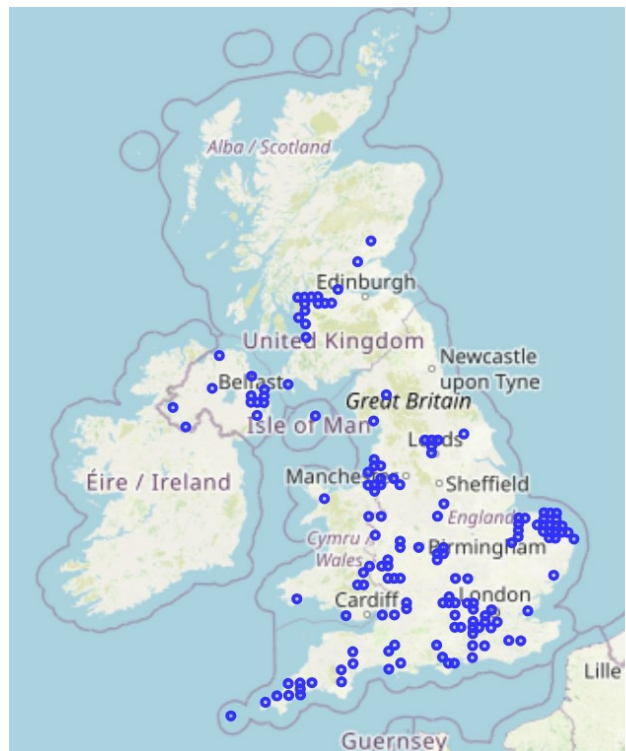 Alba / Scotland
Edinburgh
United Kingdom
Newcastle
upon Tyne
Belfast
Great Britain
Isle of Man
Leeds
Éire / Ireland
Manchester
Sheffield
England
Cymru /
Wales
Birmingham
Cardiff
London
Lille
Guernsey